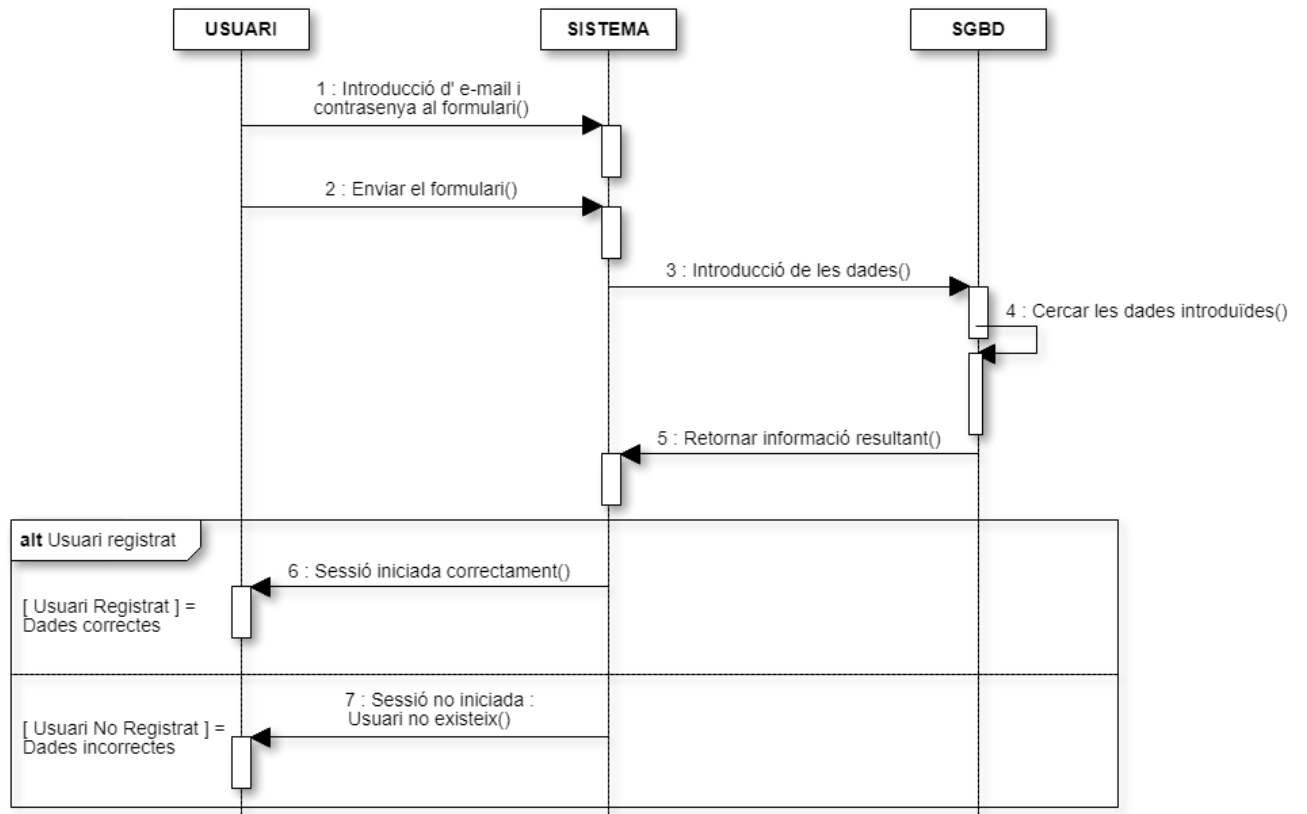 USUARI
SISTEMA
SGBD
1 : Introducció d' e-mail i
contrasenya al formulari()
2 : Enviar el formulari()
3 : Introducció de les dades()
4 : Cercar les dades introduïdes()
5 : Retornar informació resultant()
alt Usuari registrat
6 : Sessió iniciada correctament()
[ Usuari Registrat ] =
Dades correctes
7 : Sessió no iniciada :
Usuari no existeix()
[ Usuari No Registrat ] =
Dades incorrectes